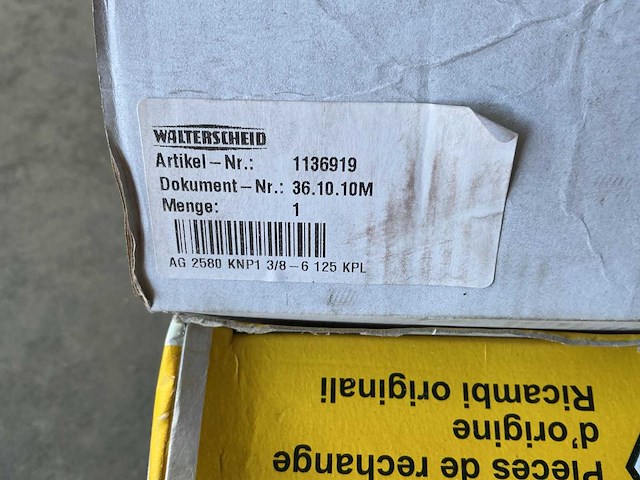 WALTERSCHEID
Artikel-Nr.: 1136919
Dokument-Nr.: 36.10.10M
Menge: 1
AG 2580 KNP1 3/8-6 125 KPL
Pièces de rechange
d'origine
Ricambi originali